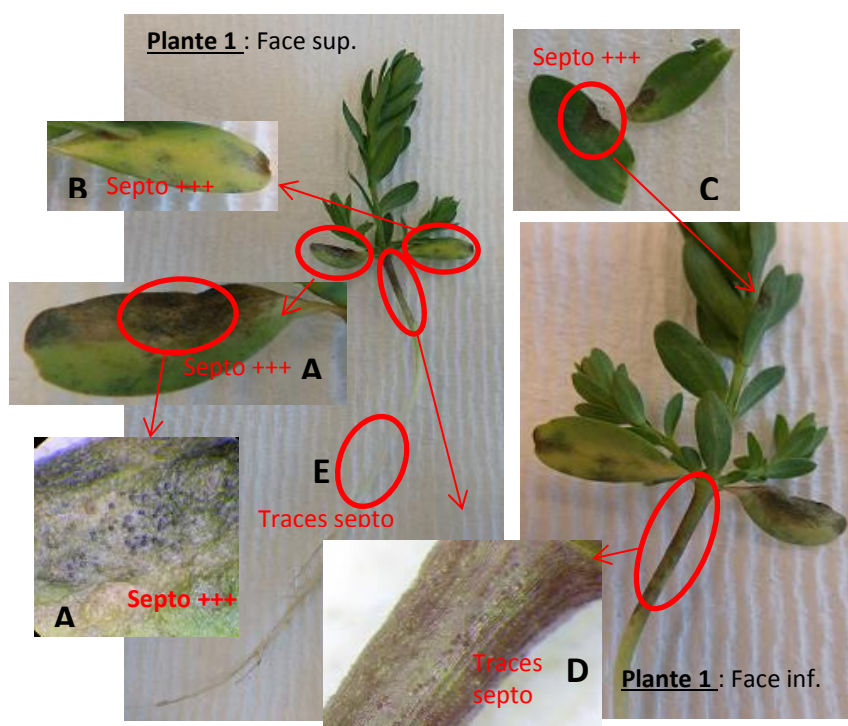 Plante 1 : Face sup.
Septo +++
B
Septo +++
C
Septo +++
A
E
Traces septo
Septo +++
A
Traces
septo
D
Plante 1 : Face inf.